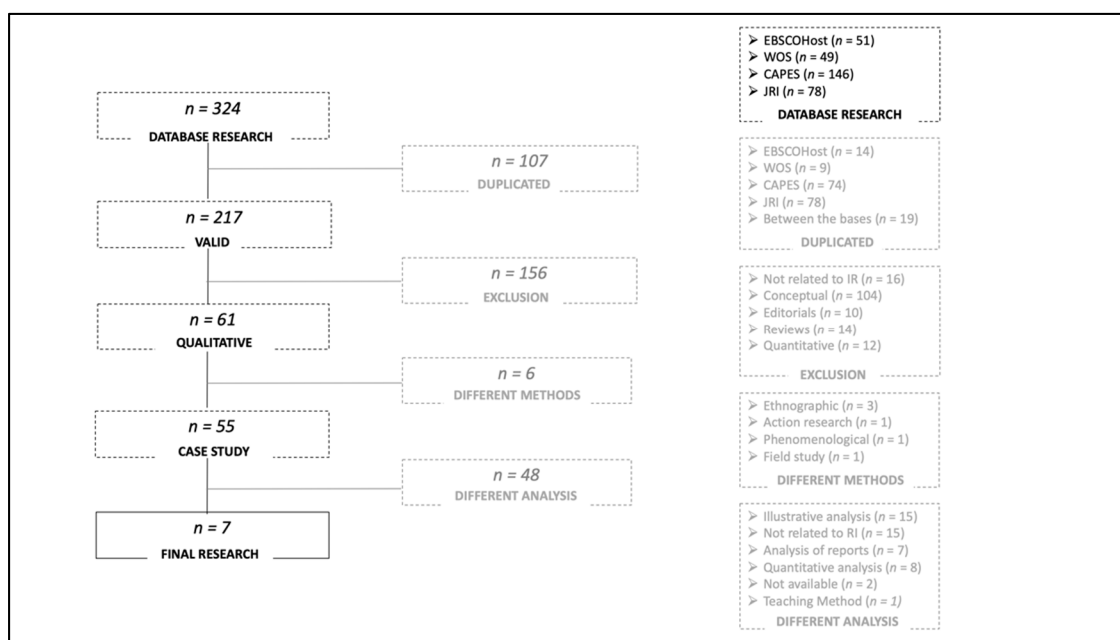 n = 324
DATABASE RESEARCH
n = 107
DUPLICATED
n = 217
VALID
n = 156
EXCLUSION
n = 61
QUALITATIVE
n = 6
DIFFERENT METHODS
n = 55
CASE STUDY
n = 48
DIFFERENT ANALYSIS
n = 7
FINAL RESEARCH
➢ EBSCOHost (n = 51)
➢ WOS (n = 49)
➢ CAPES (n = 146)
➢ JRI (n = 78)
DATABASE RESEARCH
➢ EBSCOHost (n = 14)
➢ WOS (n = 9)
➢ CAPES (n = 74)
➢ JRI (n = 78)
➢ Between the bases (n = 19)
DUPLICATED
➢ Not related to IR (n = 16)
➢ Conceptual (n = 104)
➢ Editorials (n = 10)
➢ Reviews (n = 14)
➢ Quantitative (n = 12)
EXCLUSION
➢ Ethnographic (n = 3)
➢ Action research (n = 1)
➢ Phenomenological (n = 1)
➢ Field study (n = 1)
DIFFERENT METHODS
➢ Illustrative analysis (n = 15)
➢ Not related to RI (n = 15)
➢ Analysis of reports (n = 7)
➢ Quantitative analysis (n = 8)
➢ Not available (n = 2)
➢ Teaching Method (n = 1)
DIFFERENT ANALYSIS